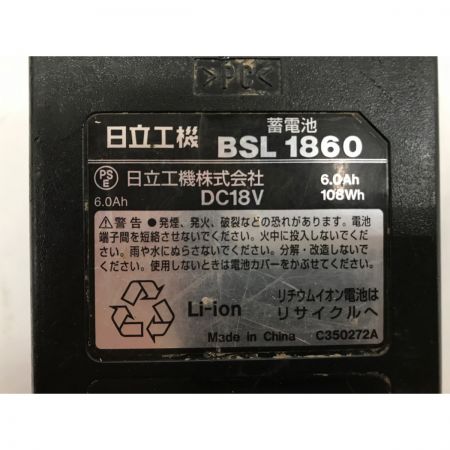 >PC<
蓄電池
日立工機 BSL 1860
PSE 日立工機株式会社 6.0Ah
6.0Ah DC18V 108Wh
⚠警告 ●発煙、発火、破裂などの恐れがあります。電池
端子間を短絡させないでください。火中に投入しないでくだ
さい。雨や水にぬらさないでください。分解・改造しないで
ください。使用しないときは電池カバーをかぶせてください。
Li-ion リチウムイオン電池は
リサイクルへ
Made in China C350272A